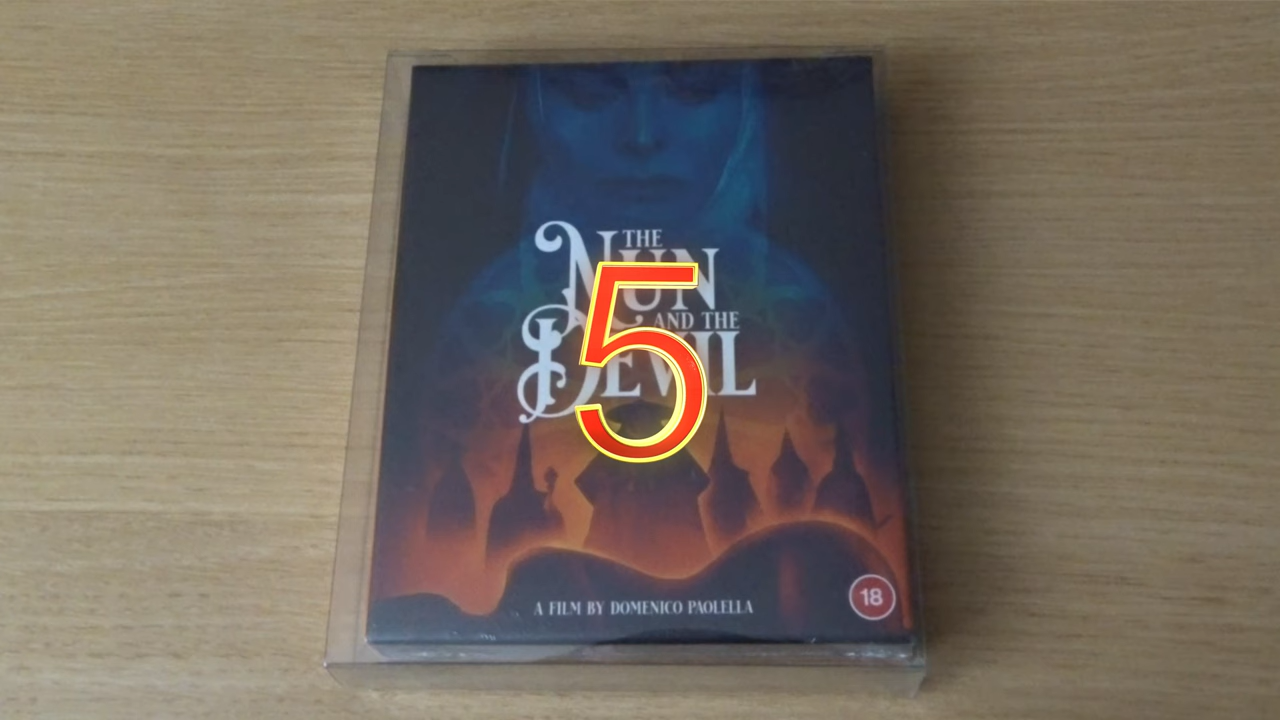 THE
NUN
AND THE
DEVIL
5
A FILM BY DOMENICO PAOLELLA
18